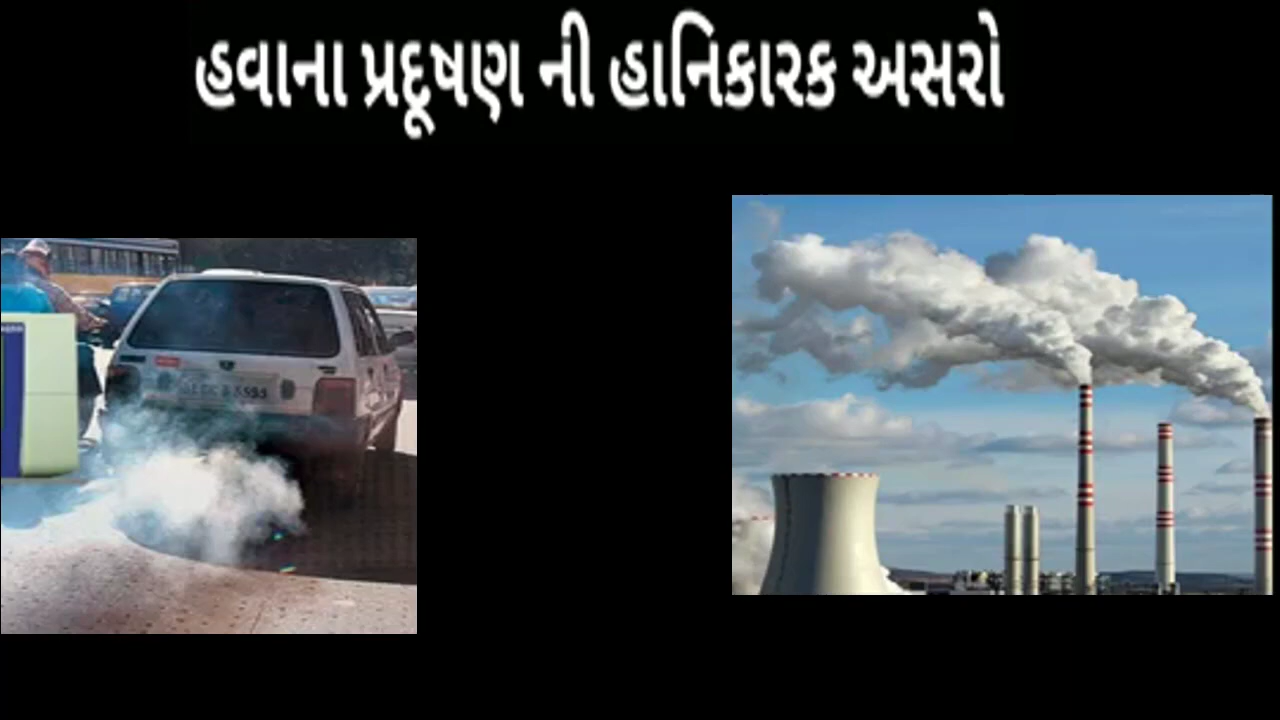 હવાના પ્રદૂષણ ની હાનિકારક અસરો